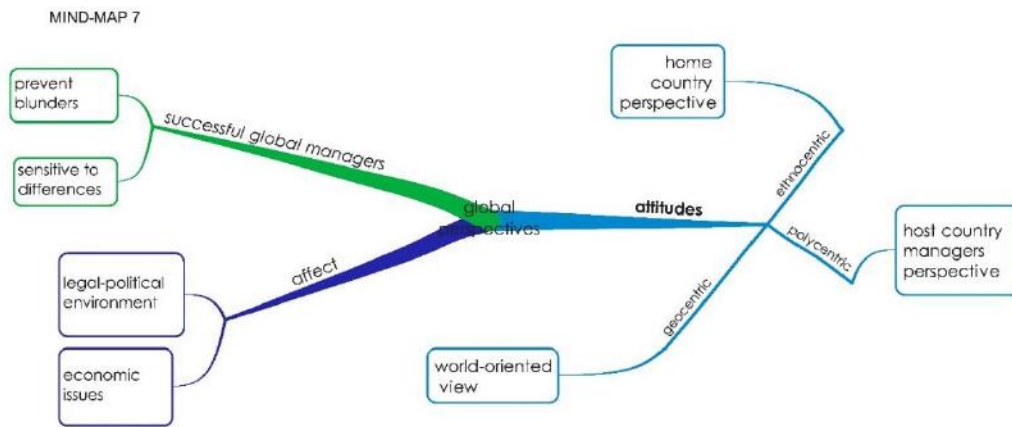 MIND-MAP 7
prevent
blunders
successful global managers
sensitive to
differences
global
perspectives
affect
legal-political
environment
economic
issues
attitudes
ethnocentric
home
country
perspective
polycentric
host country
managers
perspective
geocentric
world-oriented
view